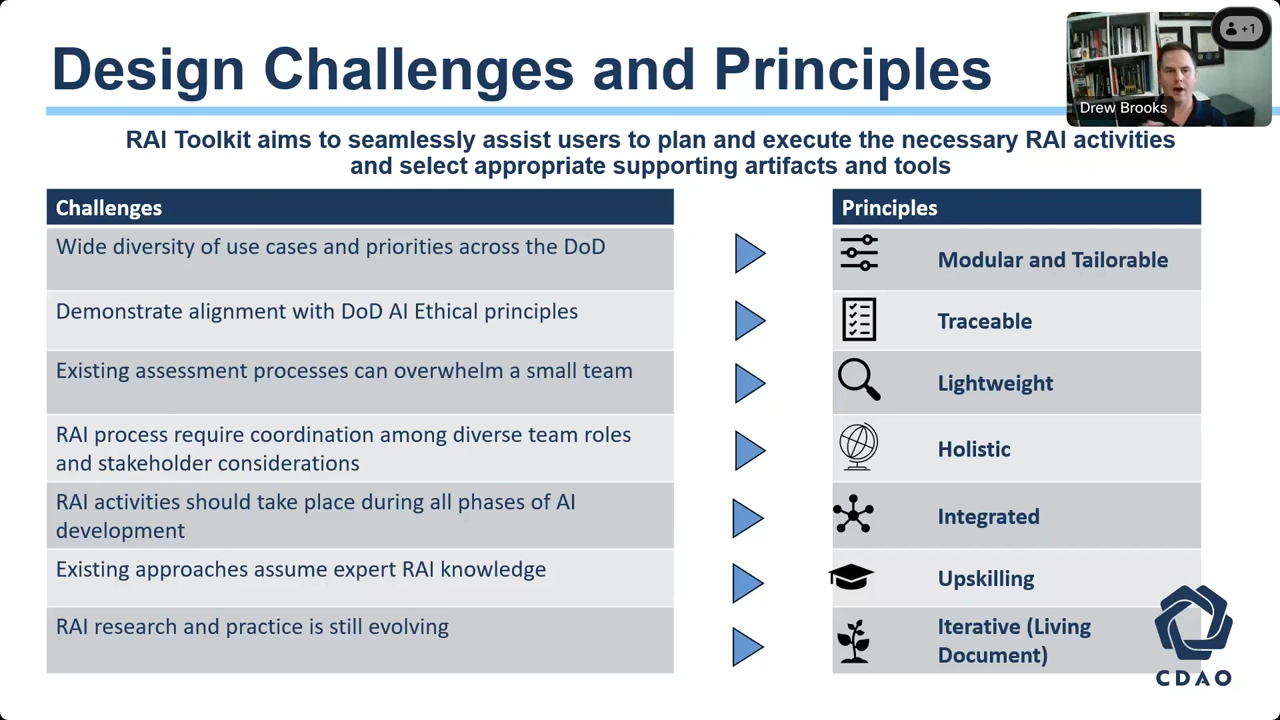 Design Challenges and Principles
+1
Drew Brooks
RAI Toolkit aims to seamlessly assist users to plan and execute the necessary RAI activities
and select appropriate supporting artifacts and tools
Challenges
Principles
Wide diversity of use cases and priorities across the DoD
Modular and Tailorable
Demonstrate alignment with DoD AI Ethical principles
Traceable
Existing assessment processes can overwhelm a small team
Lightweight
RAI process require coordination among diverse team roles
and stakeholder considerations
Holistic
RAI activities should take place during all phases of AI
development
Integrated
Existing approaches assume expert RAI knowledge
Upskilling
RAI research and practice is still evolving
Iterative (Living
Document)
CDAO